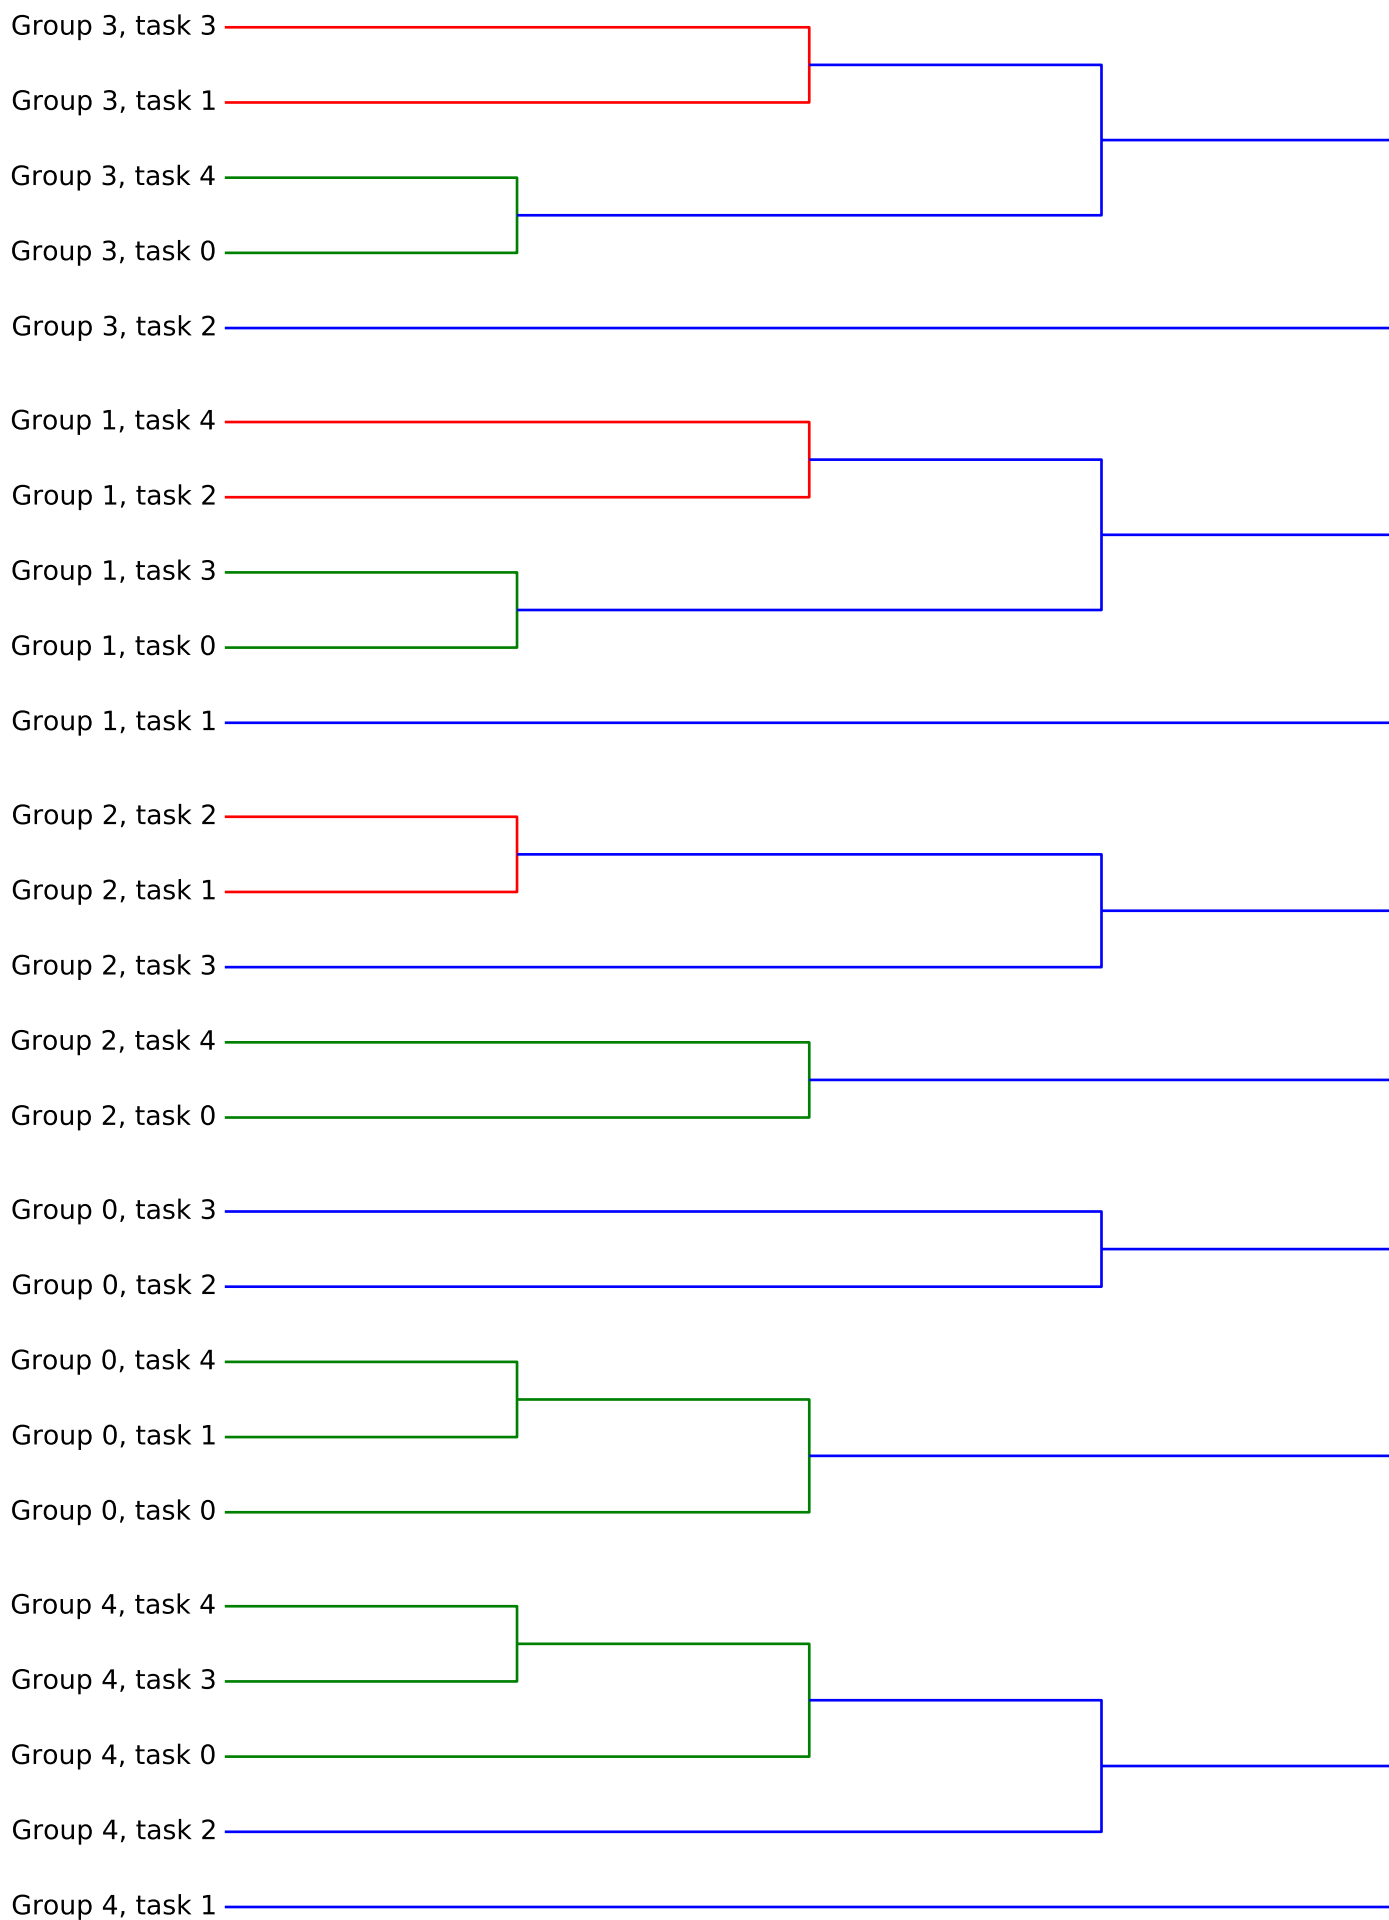 Group 3, task 3
Group 3, task 1
Group 3, task 4
Group 3, task 0
Group 3, task 2
Group 1, task 4
Group 1, task 2
Group 1, task 3
Group 1, task 0
Group 1, task 1
Group 2, task 2
Group 2, task 1
Group 2, task 3
Group 2, task 4
Group 2, task 0
Group 0, task 3
Group 0, task 2
Group 0, task 4
Group 0, task 1
Group 0, task 0
Group 4, task 4
Group 4, task 3
Group 4, task 0
Group 4, task 2
Group 4, task 1